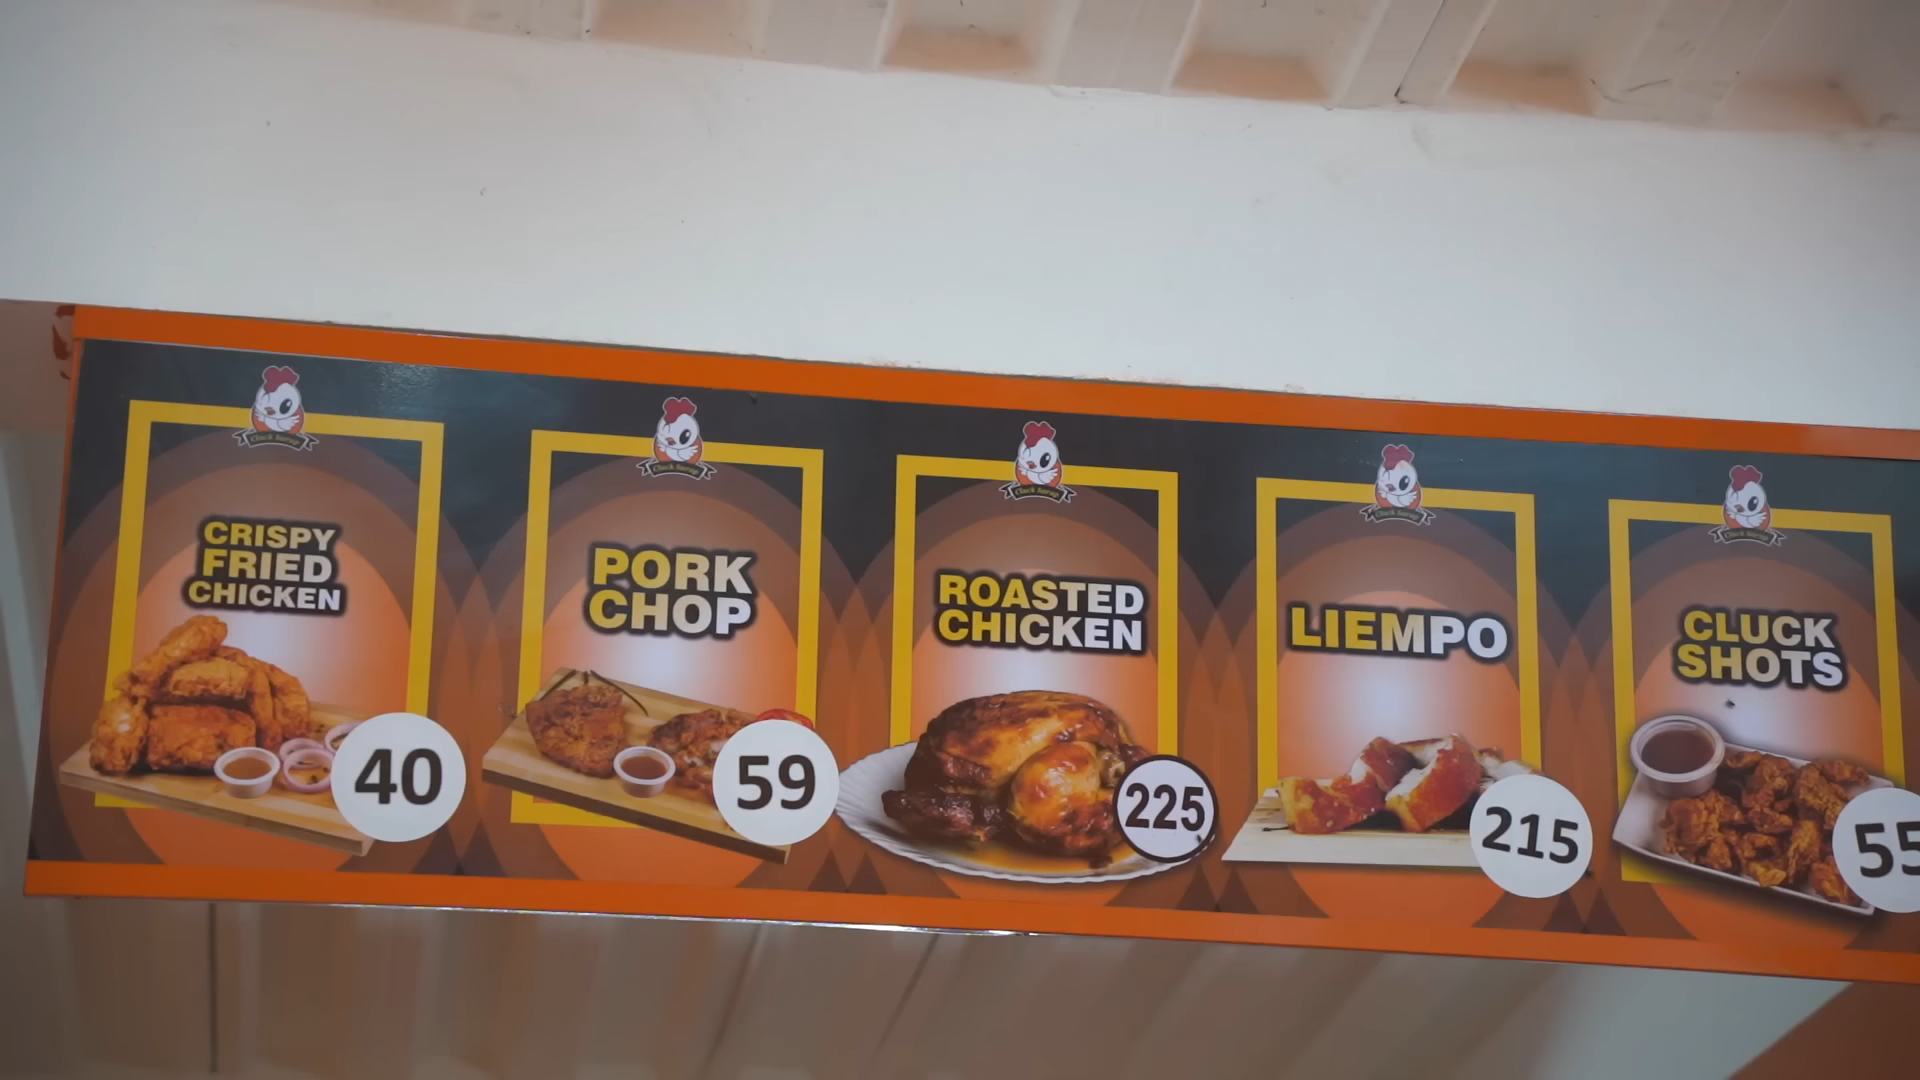 CRISPY
FRIED
CHICKEN
40
PORK
CHOP
59
ROASTED
CHICKEN
225
LIEMPO
215
CLUCK
SHOTS
55